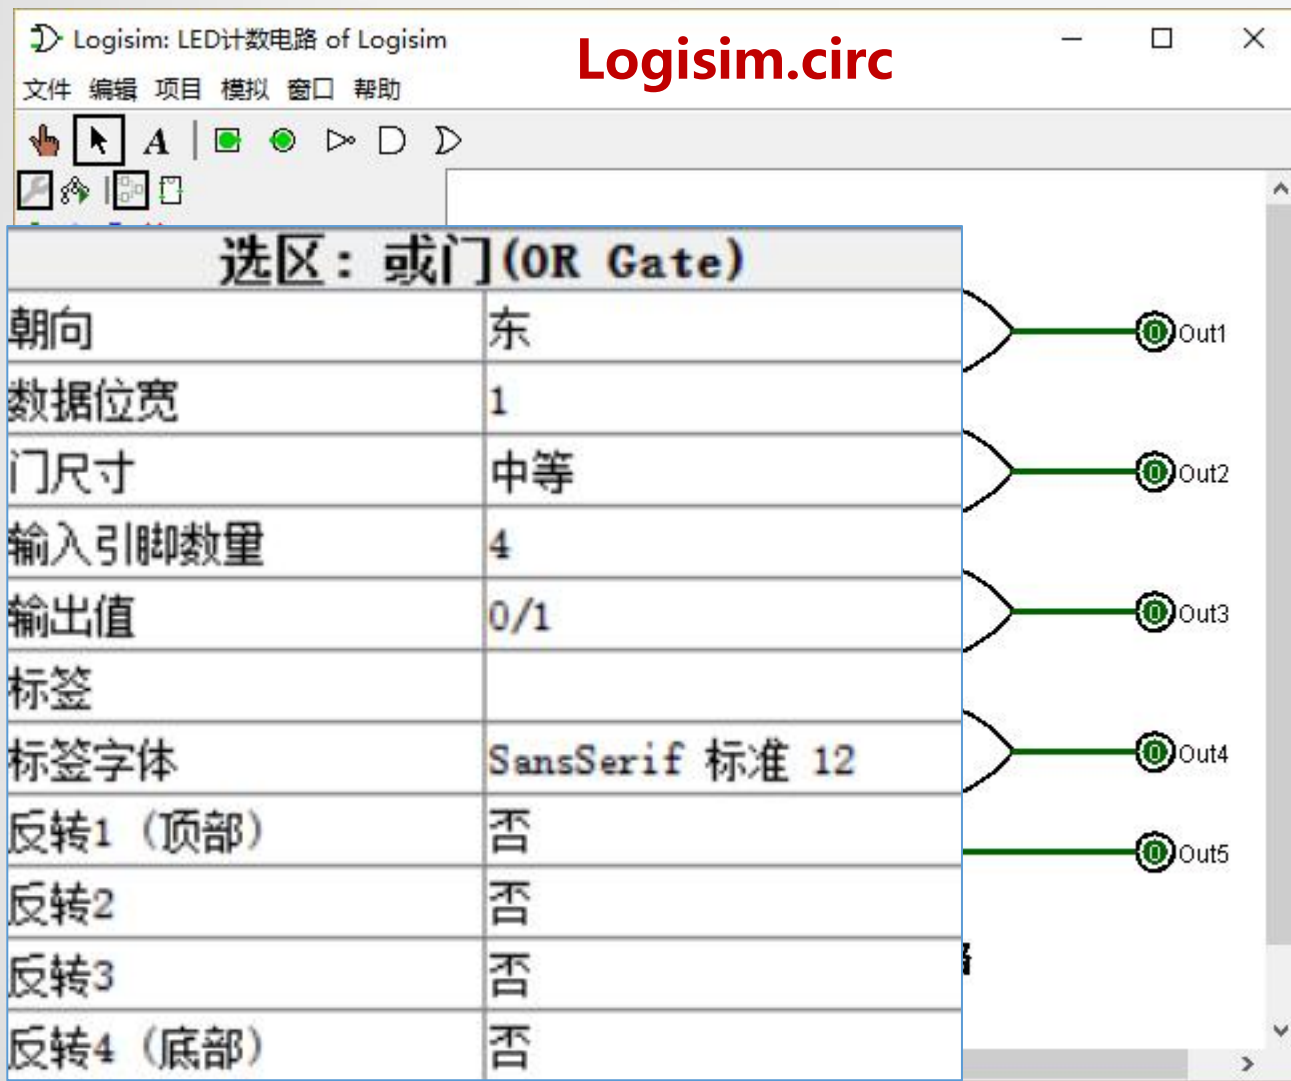 Logisim: LED计数电路 of Logisim
Logisim.circ
文件 编辑 项目 模拟 窗口 帮助
A
选区：或门(OR Gate)
朝向 东
数据位宽 1
门尺寸 中等
输入引脚数量 4
输出值 0/1
标签
标签字体 SansSerif 标准 12
反转1（顶部） 否
反转2 否
反转3 否
反转4（底部） 否
0 Out1
0 Out2
0 Out3
0 Out4
0 Out5